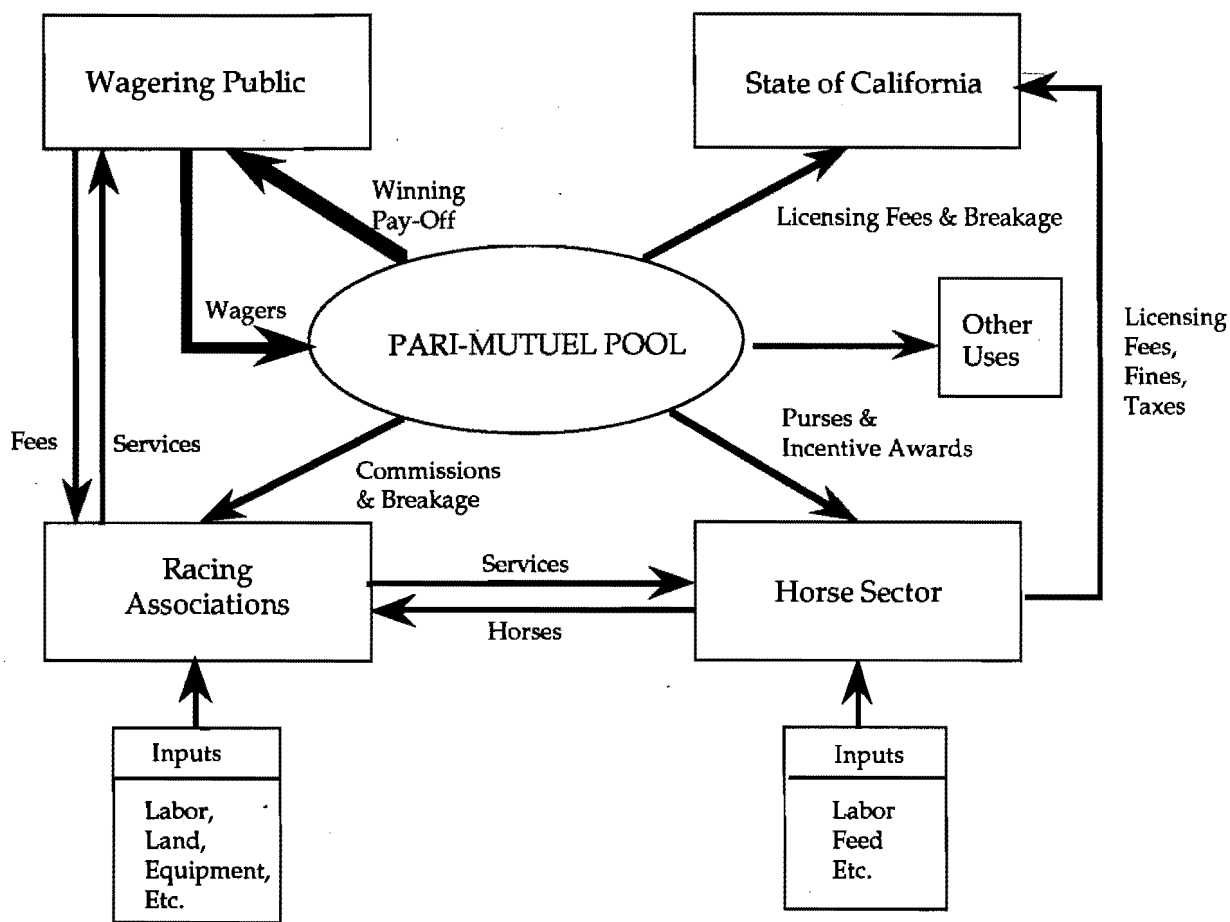 Wagering Public
State of California
Winning
Pay-Off
Licensing Fees & Breakage
Wagers
PARI-MUTUEL POOL
Other
Uses
Licensing
Fees,
Fines,
Taxes
Fees
Services
Commissions
& Breakage
Purses &
Incentive Awards
Racing
Associations
Services
Horses
Horse Sector
Inputs
Labor,
Land,
Equipment,
Etc.
Inputs
Labor
Feed
Etc.